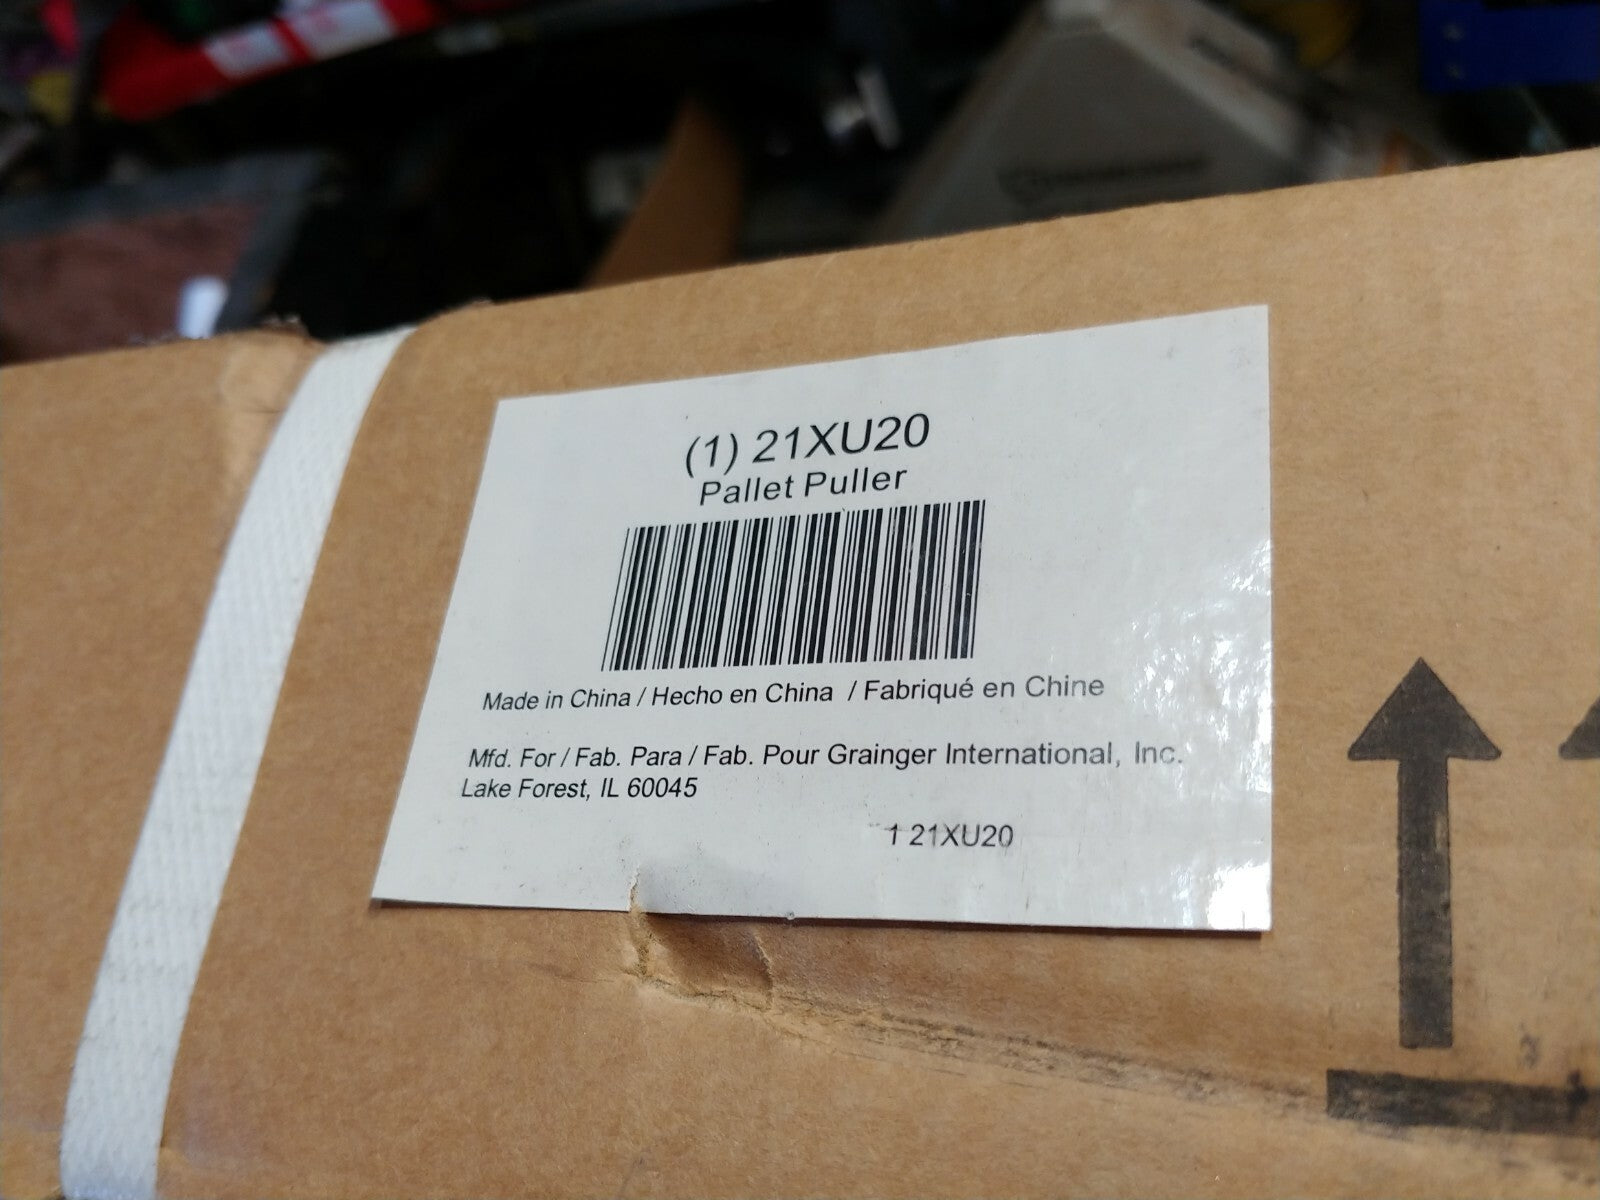 (1) 21XU20
Pallet Puller
Made in China / Hecho en China / Fabriqué en Chine
Mfd. For / Fab. Para / Fab. Pour Grainger International, Inc.
Lake Forest, IL 60045
1 21XU20